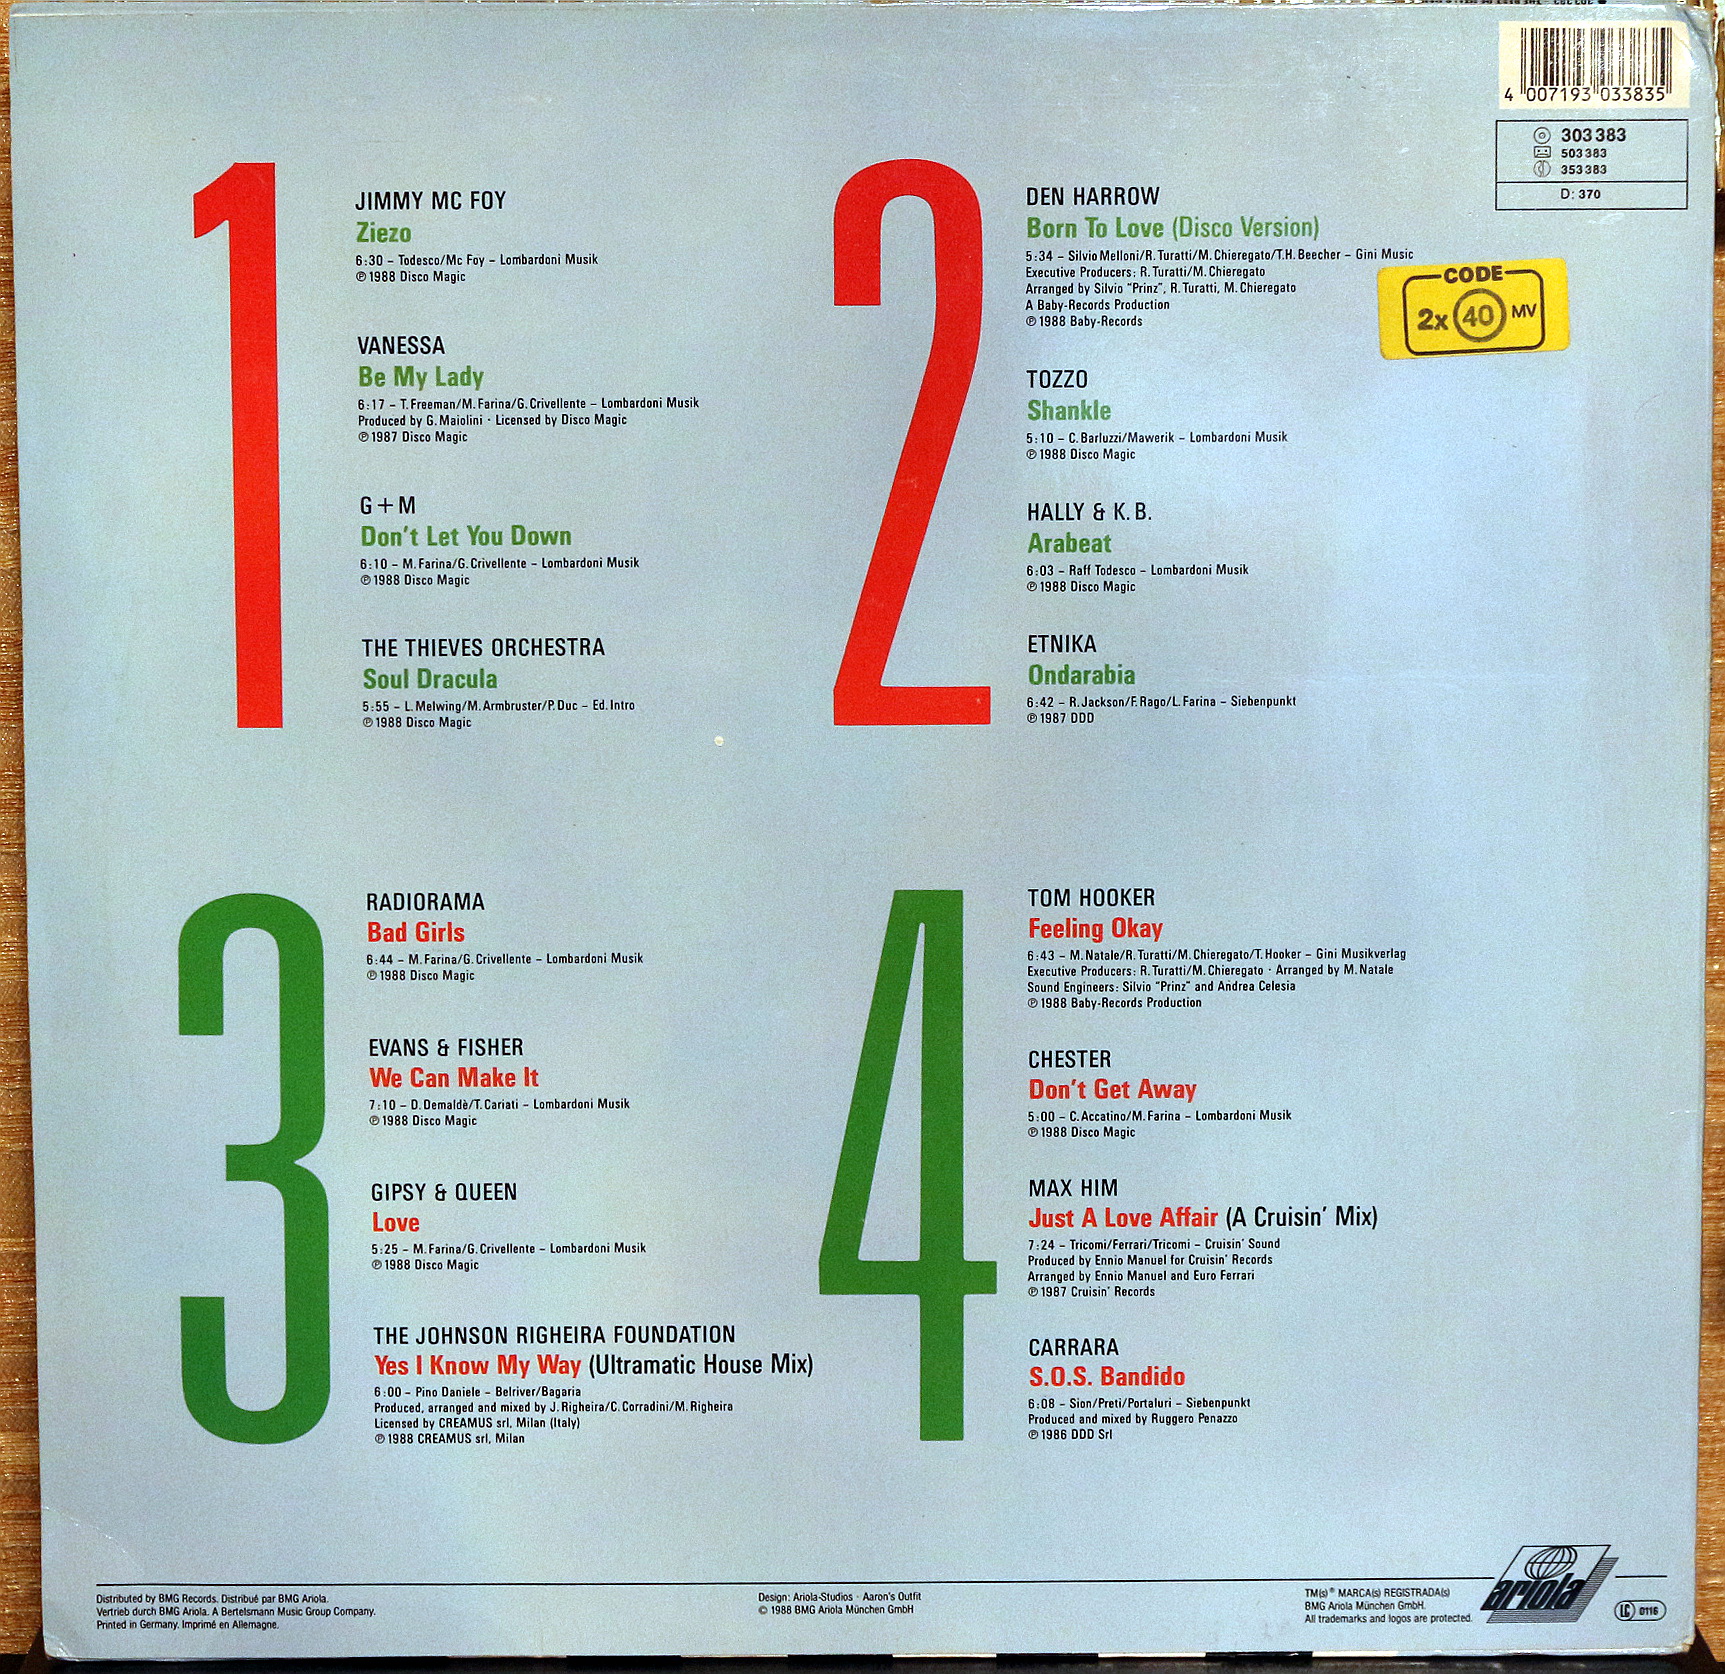 4 007193 033835
303 383
503 383
353 383
D: 370
CODE
2x 40 MV
1
JIMMY MC FOY
Ziezo
6:30 – Todesco/Mc Foy – Lombardoni Musik
℗ 1988 Disco Magic
VANESSA
Be My Lady
6:17 – T. Freeman/M. Farina/G. Crivellente – Lombardoni Musik
Produced by G. Maiolini · Licensed by Disco Magic
℗ 1987 Disco Magic
G + M
Don't Let You Down
6:10 – M. Farina/G. Crivellente – Lombardoni Musik
℗ 1988 Disco Magic
THE THIEVES ORCHESTRA
Soul Dracula
5:55 – L. Melwing/M. Armbruster/P. Duc – Ed. Intro
℗ 1988 Disco Magic
2
DEN HARROW
Born To Love (Disco Version)
5:34 – Silvio Melloni/R. Turatti/M. Chieregato/T.H. Beecher – Gini Music
Executive Producers: R. Turatti/M. Chieregato
Arranged by Silvio "Prinz", R. Turatti, M. Chieregato
A Baby-Records Production
℗ 1988 Baby-Records
TOZZO
Shankle
5:10 – C. Barluzzi/Mawerik – Lombardoni Musik
℗ 1988 Disco Magic
HALLY & K. B.
Arabeat
6:03 – Raff Todesco – Lombardoni Musik
℗ 1988 Disco Magic
ETNIKA
Ondarabia
6:42 – R. Jackson/F. Rago/L. Farina – Siebenpunkt
℗ 1987 DDD
3
RADIORAMA
Bad Girls
6:44 – M. Farina/G. Crivellente – Lombardoni Musik
℗ 1988 Disco Magic
EVANS & FISHER
We Can Make It
7:10 – D. Demaldè/T. Cariati – Lombardoni Musik
℗ 1988 Disco Magic
GIPSY & QUEEN
Love
5:25 – M. Farina/G. Crivellente – Lombardoni Musik
℗ 1988 Disco Magic
THE JOHNSON RIGHEIRA FOUNDATION
Yes I Know My Way (Ultramatic House Mix)
6:00 – Pino Daniele – Belriver/Bagaria
Produced, arranged and mixed by J. Righeira/C. Corradini/M. Righeira
Licensed by CREAMUS srl, Milan (Italy)
℗ 1988 CREAMUS srl, Milan
4
TOM HOOKER
Feeling Okay
6:43 – M. Natale/R. Turatti/M. Chieregato/T. Hooker – Gini Musikverlag
Executive Producers: R. Turatti/M. Chieregato · Arranged by M. Natale
Sound Engineers: Silvio "Prinz" and Andrea Celesia
℗ 1988 Baby-Records Production
CHESTER
Don't Get Away
5:00 – C. Accatino/M. Farina – Lombardoni Musik
℗ 1988 Disco Magic
MAX HIM
Just A Love Affair (A Cruisin' Mix)
7:24 – Tricomi/Ferrari/Tricomi – Cruisin' Sound
Produced by Ennio Manuel for Cruisin' Records
Arranged by Ennio Manuel and Euro Ferrari
℗ 1987 Cruisin' Records
CARRARA
S.O.S. Bandido
6:08 – Sion/Preti/Portaluri – Siebenpunkt
Produced and mixed by Ruggero Penazzo
℗ 1986 DDD Srl
Distributed by BMG Records. Distribué par BMG Ariola.
Vertrieb durch BMG Ariola. A Bertelsmann Music Group Company.
Printed in Germany. Imprimé en Allemagne.
Design: Ariola-Studios · Aaron's Outfit
© 1988 BMG Ariola München GmbH
TM(s) ® MARCA(s) REGISTRADA(s)
BMG Ariola München GmbH.
All trademarks and logos are protected.
ariola
LC 0116